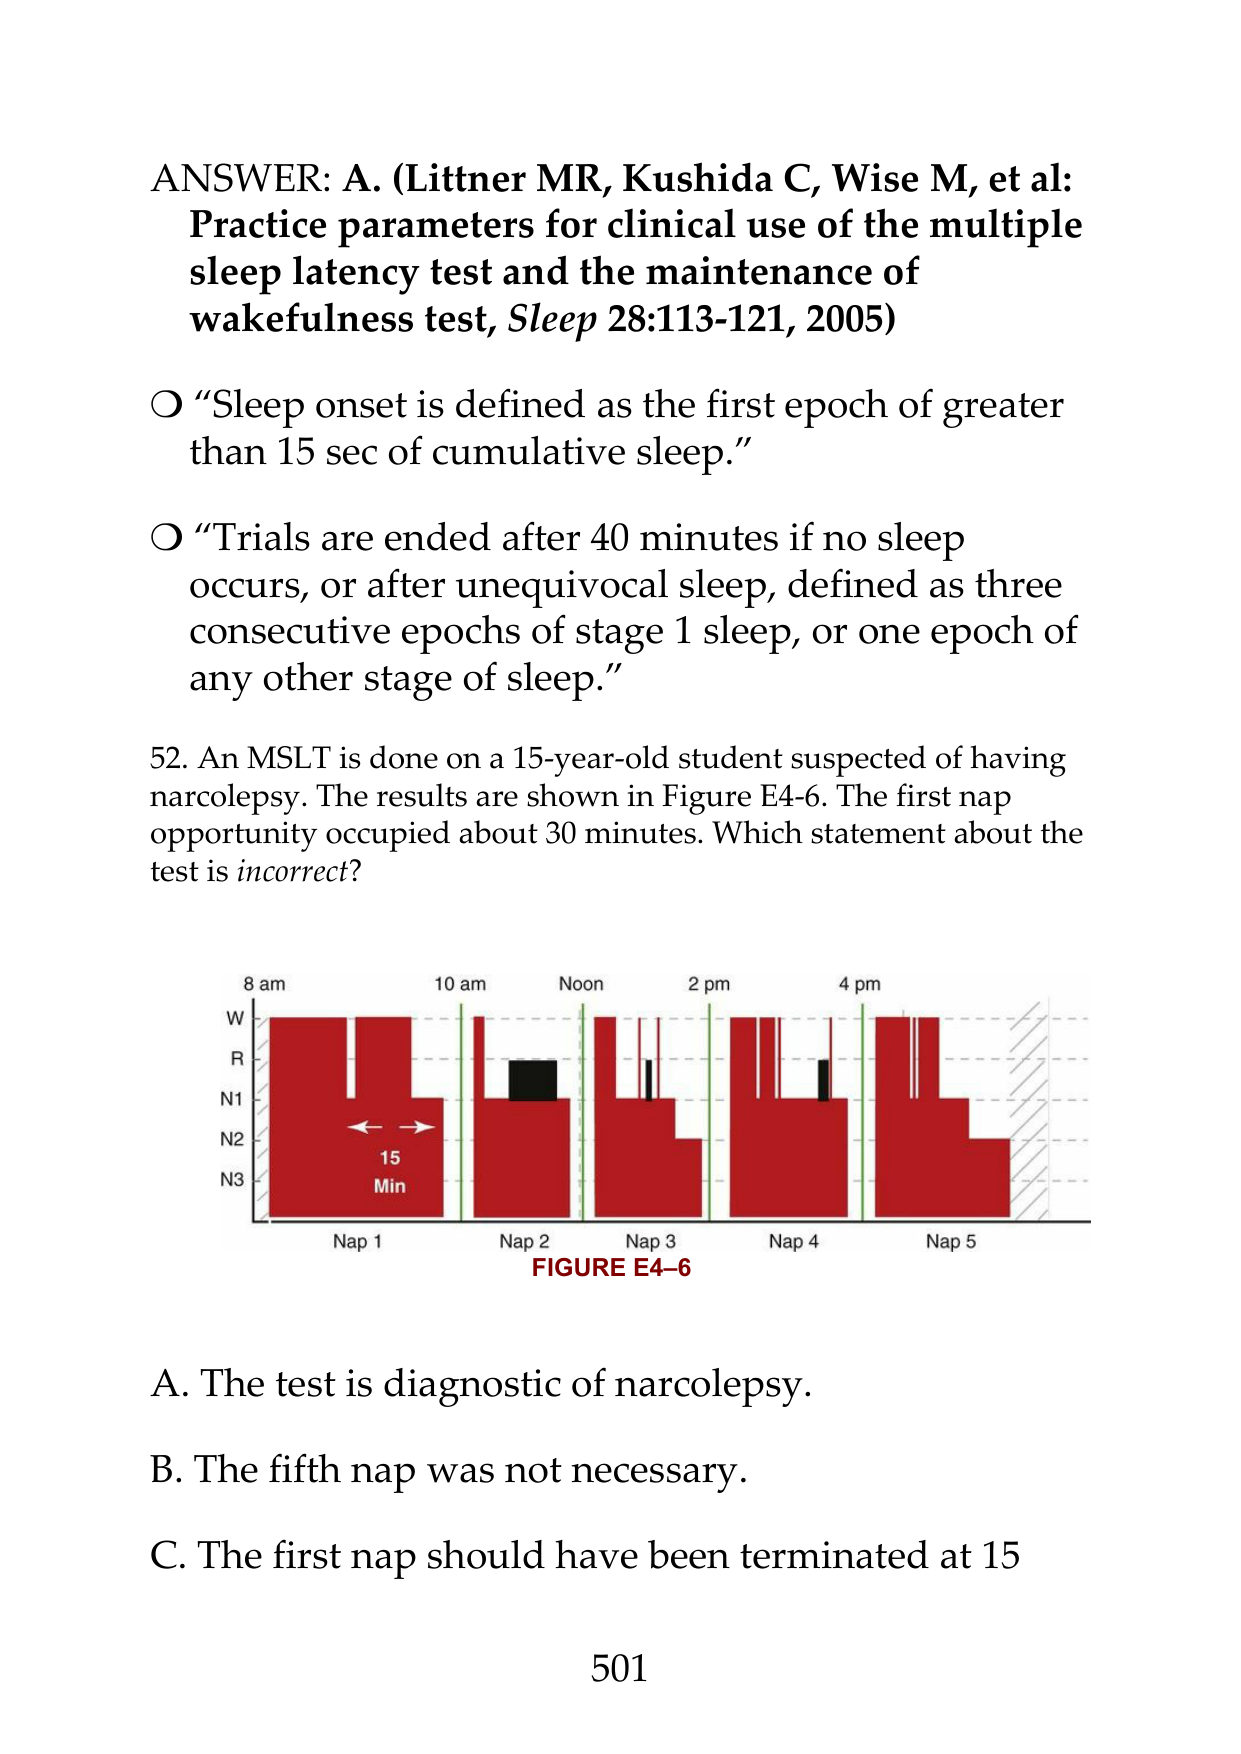 ANSWER: A. (Littner MR, Kushida C, Wise M, et al:
Practice parameters for clinical use of the multiple
sleep latency test and the maintenance of
wakefulness test, Sleep 28:113-121, 2005)
❍ “Sleep onset is defined as the first epoch of greater
than 15 sec of cumulative sleep.”
❍ “Trials are ended after 40 minutes if no sleep
occurs, or after unequivocal sleep, defined as three
consecutive epochs of stage 1 sleep, or one epoch of
any other stage of sleep.”
52. An MSLT is done on a 15-year-old student suspected of having
narcolepsy. The results are shown in Figure E4-6. The first nap
opportunity occupied about 30 minutes. Which statement about the
test is incorrect?
8 am 10 am Noon 2 pm 4 pm
W
R
N1
N2
15
N3
Min
Nap 1 Nap 2 Nap 3 Nap 4 Nap 5
FIGURE E4–6
A. The test is diagnostic of narcolepsy.
B. The fifth nap was not necessary.
C. The first nap should have been terminated at 15
501